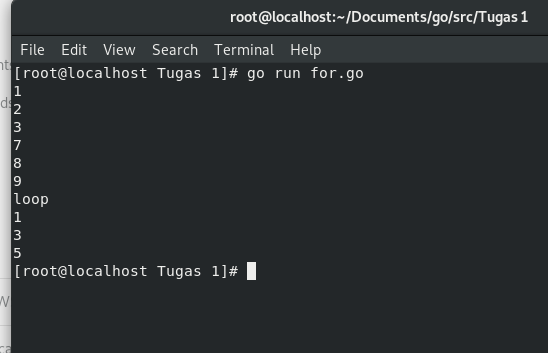 root@localhost:~/Documents/go/src/Tugas 1
File Edit View Search Terminal Help
[root@localhost Tugas 1]# go run for.go
1
2
3
7
8
9
loop
1
3
5
[root@localhost Tugas 1]#